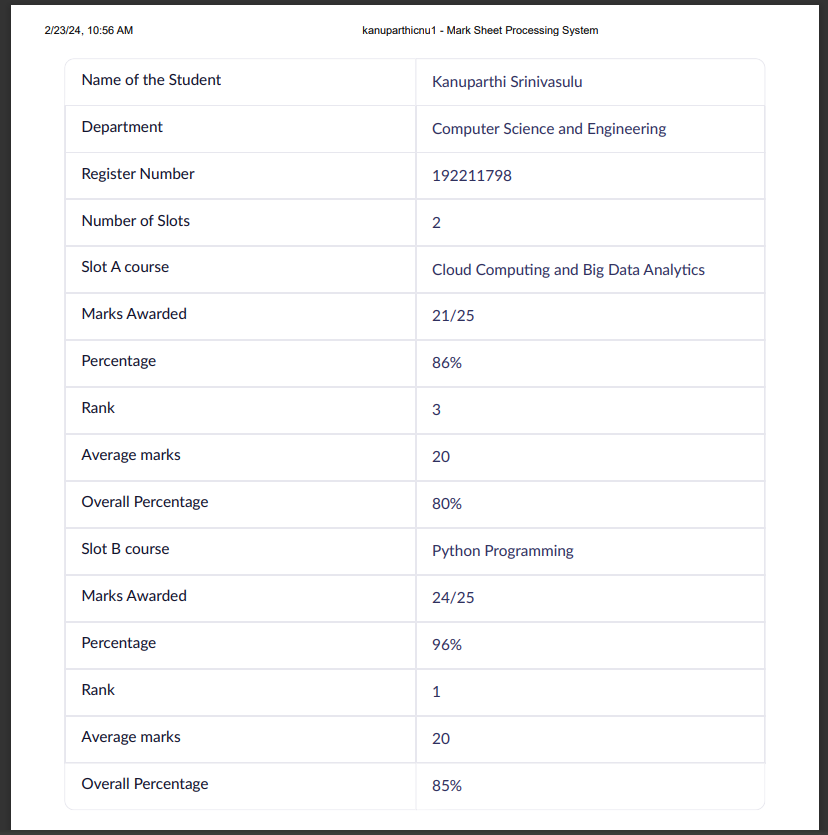 2/23/24, 10:56 AM kanuparthicnu1 - Mark Sheet Processing System
Name of the Student Kanuparthi Srinivasulu
Department Computer Science and Engineering
Register Number 192211798
Number of Slots 2
Slot A course Cloud Computing and Big Data Analytics
Marks Awarded 21/25
Percentage 86%
Rank 3
Average marks 20
Overall Percentage 80%
Slot B course Python Programming
Marks Awarded 24/25
Percentage 96%
Rank 1
Average marks 20
Overall Percentage 85%